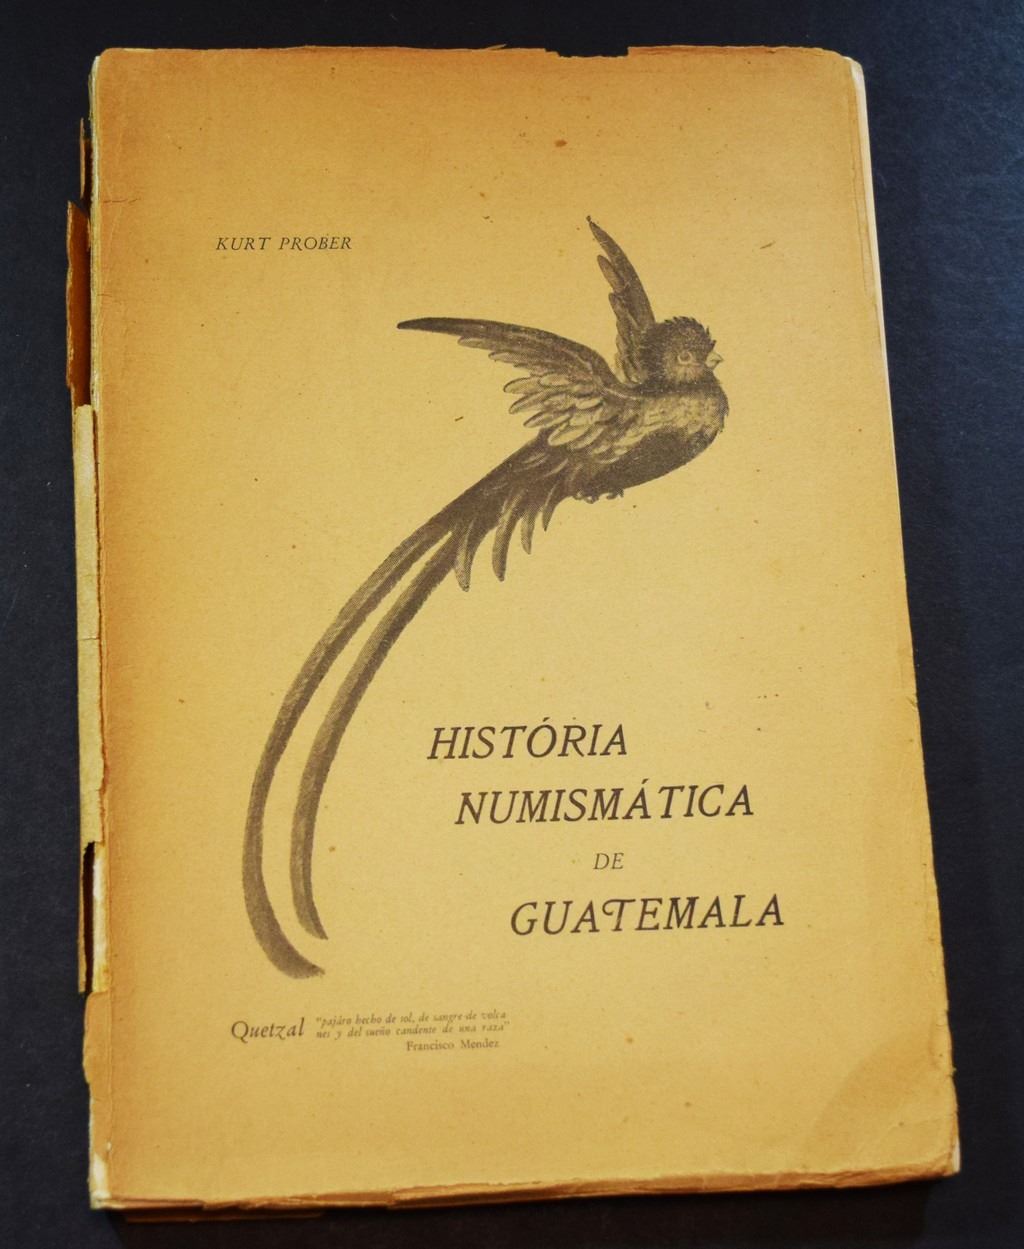 KURT PROBER
HISTÓRIA
NUMISMÁTICA
DE
GUATEMALA
Quetzal "pajáro hecho de sol, de sangre de volca
nes y del sueño candente de una raza"
Francisco Mendez